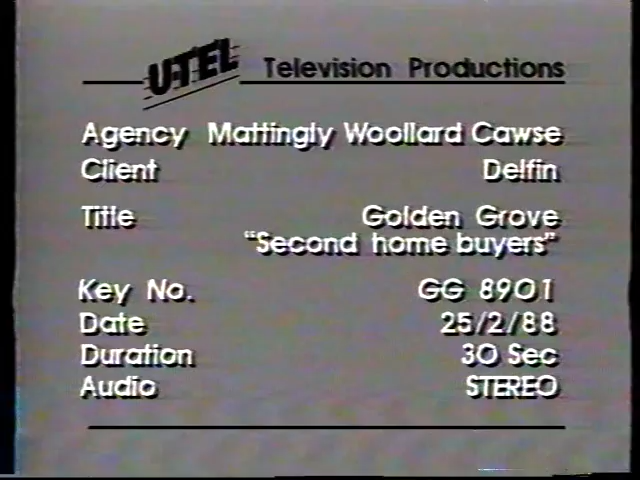 U-TEL Television Productions
Agency Mattingly Woollard Cawse
Client Delfin
Title Golden Grove
“Second home buyers”
Key No. GG 8901
Date 25/2/88
Duration 30 Sec
Audio STEREO